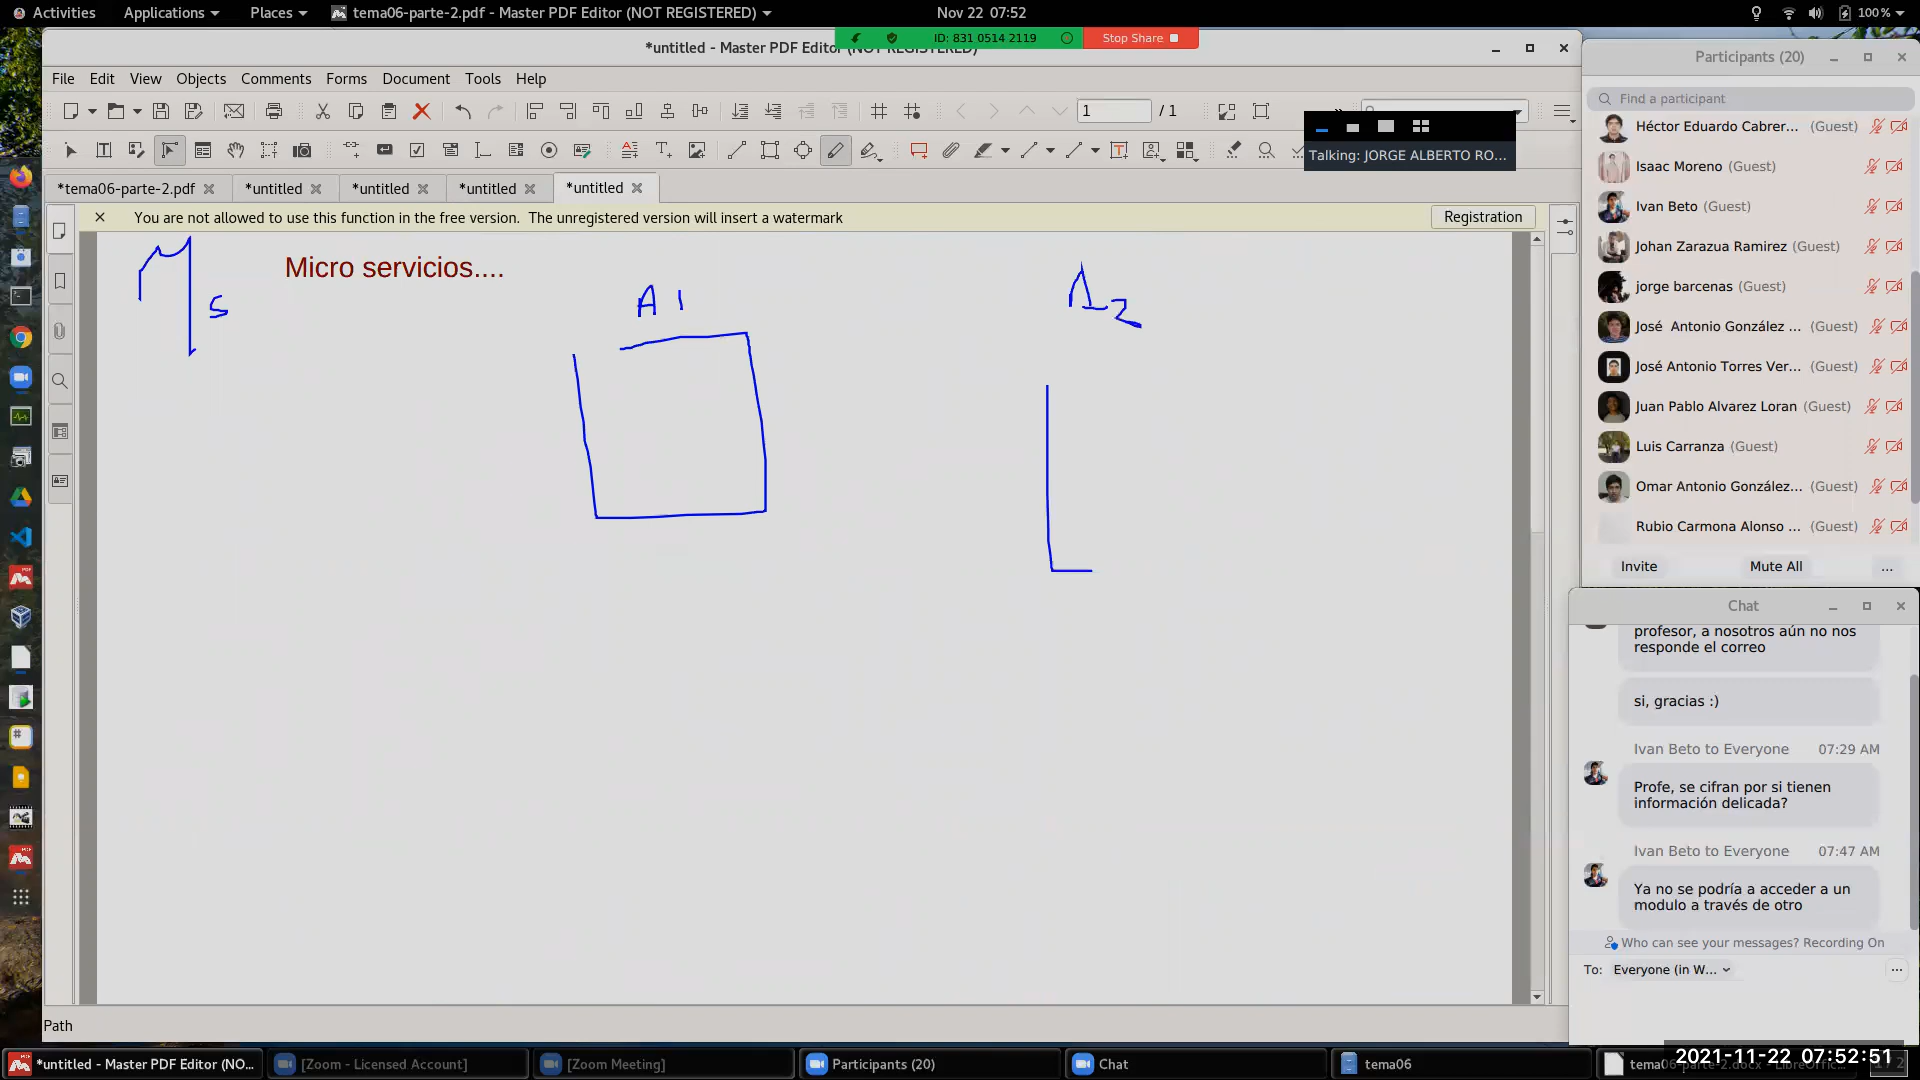 Activities
Applications
Places
tema06-parte-2.pdf - Master PDF Editor (NOT REGISTERED)
Nov 22 07:52
100%
*untitled - Master PDF Editor (NOT REGISTERED)
ID: 831 0514 2119
Stop Share
File Edit View Objects Comments Forms Document Tools Help
1 / 1
Talking: JORGE ALBERTO RO...
*tema06-parte-2.pdf
*untitled
*untitled
*untitled
*untitled
You are not allowed to use this function in the free version. The unregistered version will insert a watermark
Registration
M s
Micro servicios....
A 1
A 2
Path
Participants (20)
Find a participant
Héctor Eduardo Cabrer... (Guest)
Isaac Moreno (Guest)
Ivan Beto (Guest)
Johan Zarazua Ramirez (Guest)
jorge barcenas (Guest)
José Antonio González ... (Guest)
José Antonio Torres Ver... (Guest)
Juan Pablo Alvarez Loran (Guest)
Luis Carranza (Guest)
Omar Antonio González... (Guest)
Rubio Carmona Alonso ... (Guest)
Invite
Mute All
...
Chat
profesor, a nosotros aún no nos
responde el correo
si, gracias :)
Ivan Beto to Everyone 07:29 AM
Profe, se cifran por si tienen
información delicada?
Ivan Beto to Everyone 07:47 AM
Ya no se podría a acceder a un
modulo a través de otro
Who can see your messages? Recording On
To: Everyone (in W...
*untitled - Master PDF Editor (NO...
[Zoom - Licensed Account]
[Zoom Meeting]
Participants (20)
Chat
tema06
2021-11-22 07:52:51